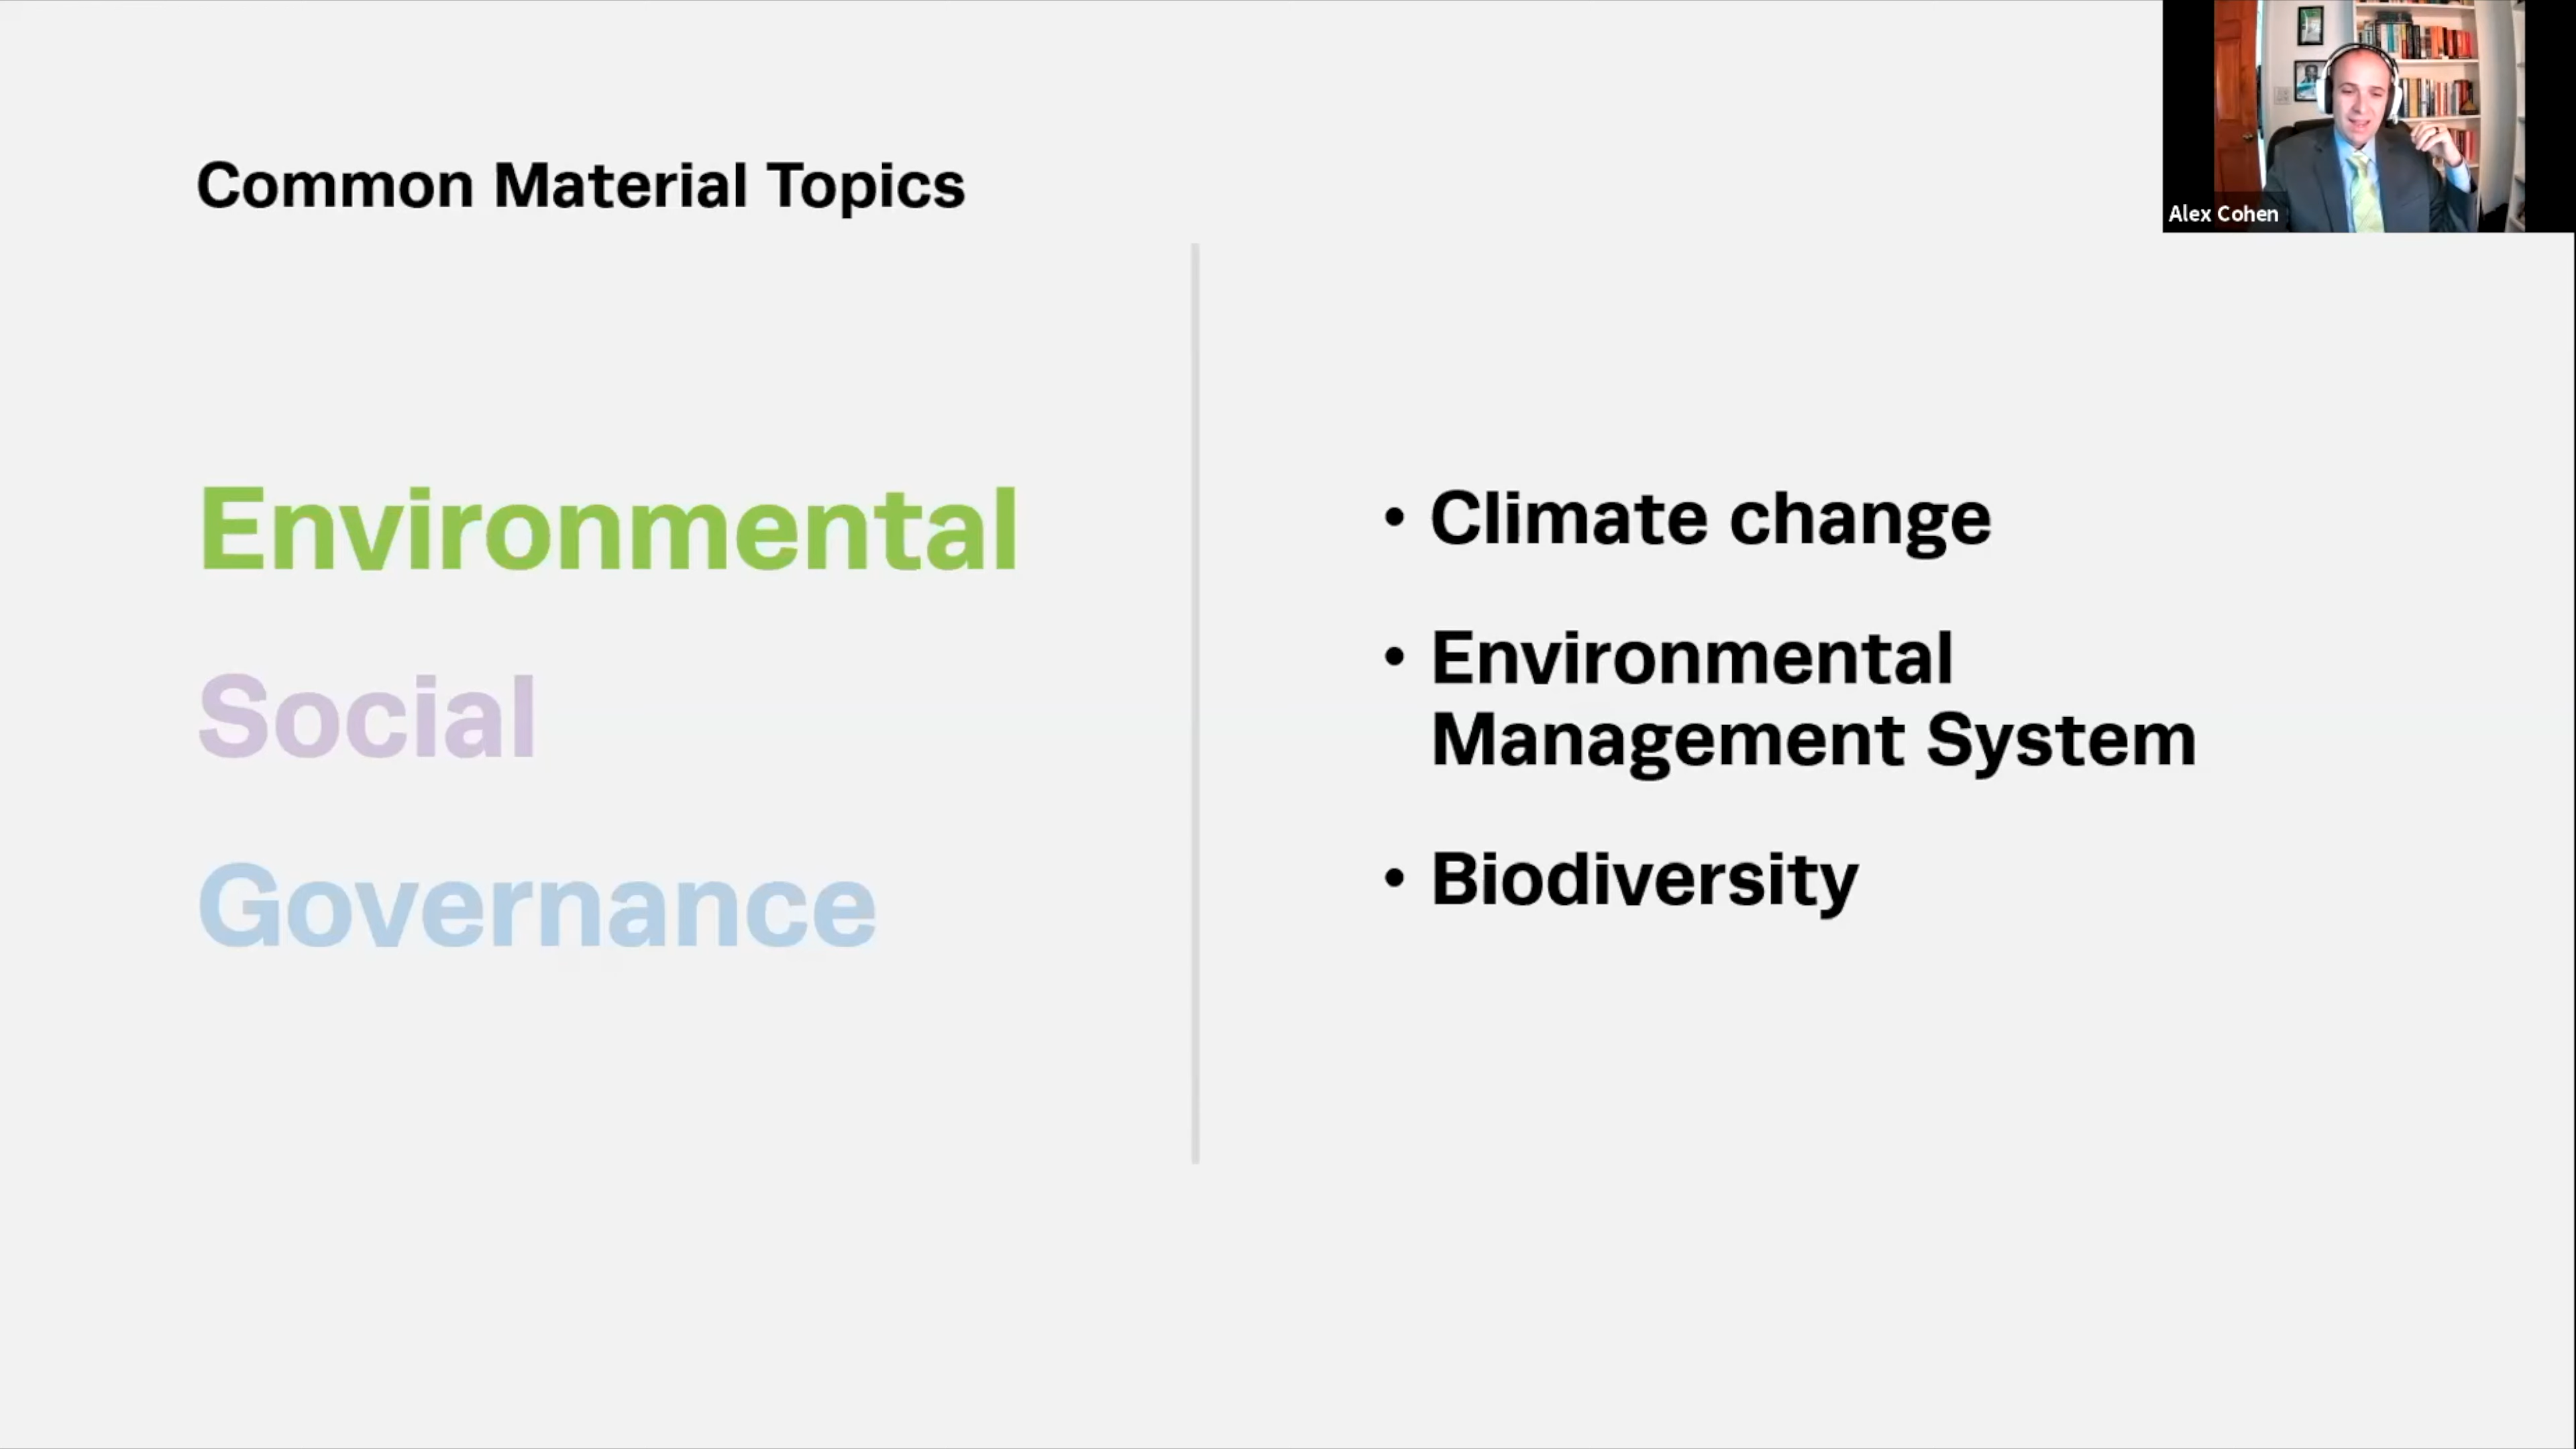 Common Material Topics
Alex Cohen
Environmental
Social
Governance
• Climate change
• Environmental
Management System
• Biodiversity